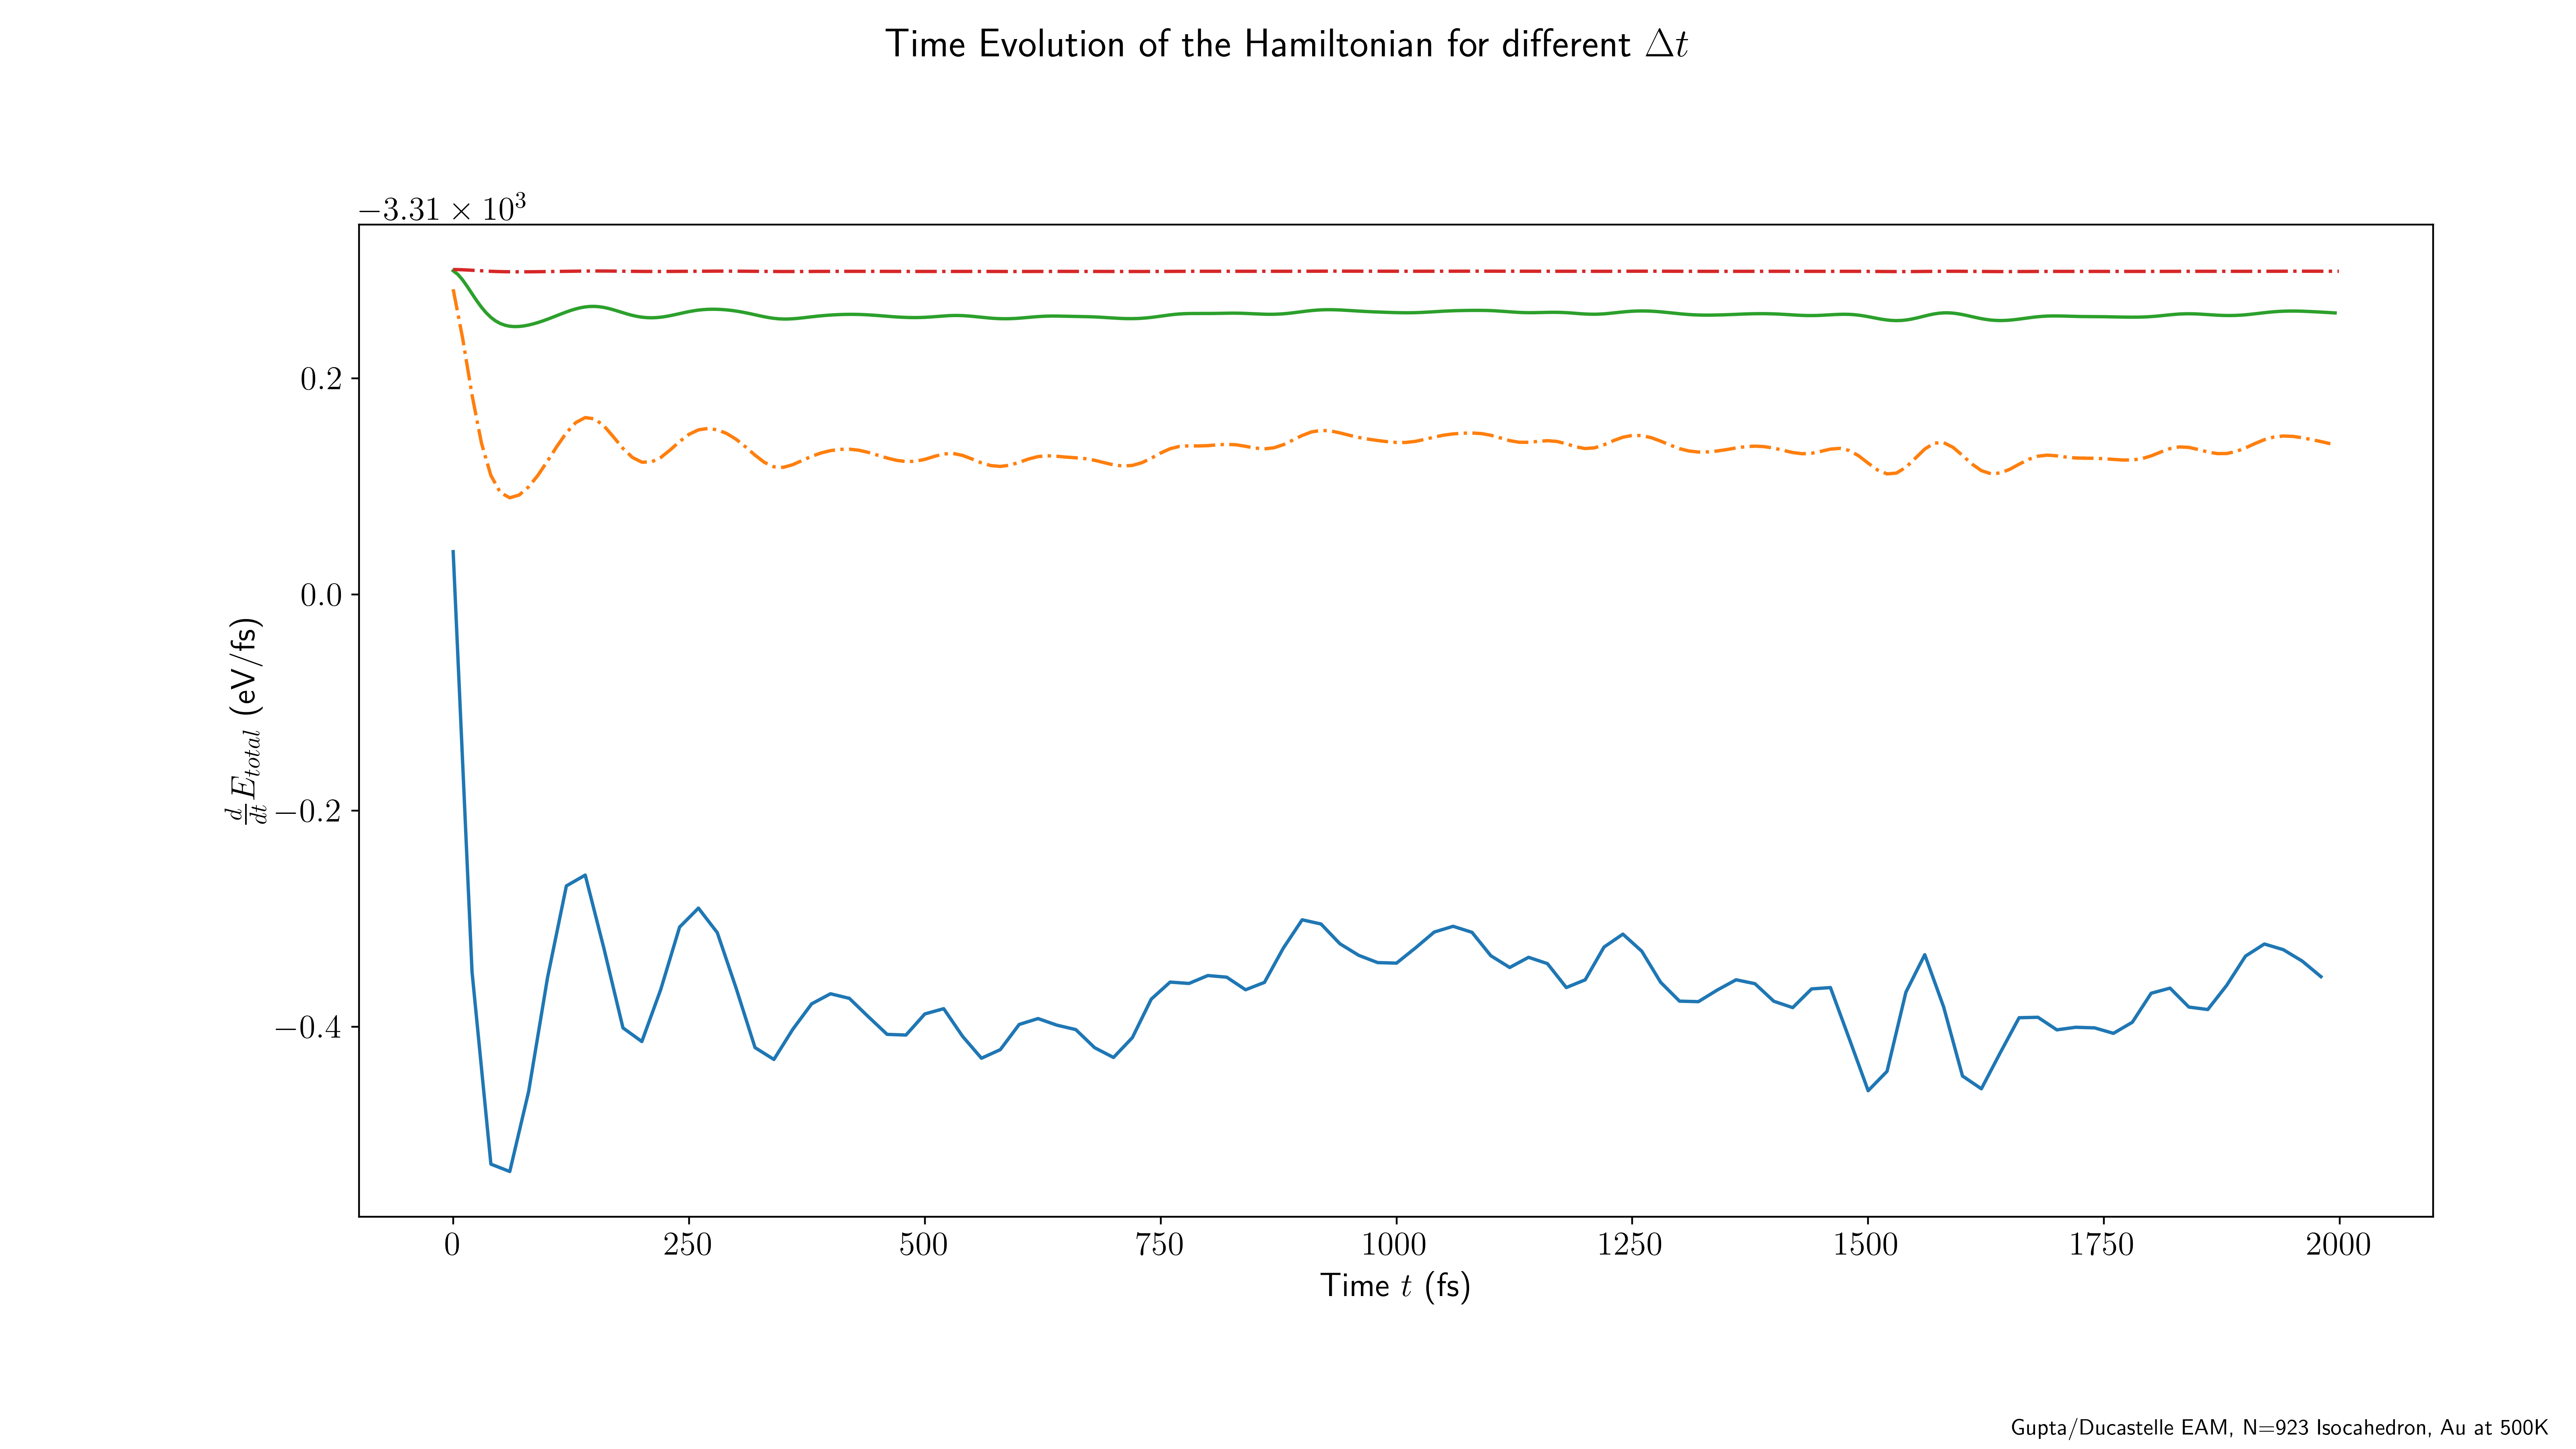 Time Evolution of the Hamiltonian for different Δt
−3.31 × 10³
0.2
0.0
−0.2
−0.4
d/dt E_total (eV/fs)
0 250 500 750 1000 1250 1500 1750 2000
Time t (fs)
Gupta/Ducastelle EAM, N=923 Isocahedron, Au at 500K